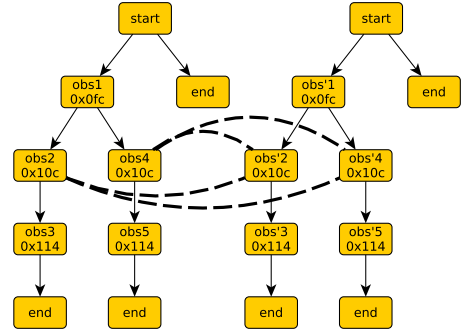 start
start
obs1
0x0fc
end
obs'1
0x0fc
end
obs2
0x10c
obs4
0x10c
obs'2
0x10c
obs'4
0x10c
obs3
0x114
obs5
0x114
obs'3
0x114
obs'5
0x114
end
end
end
end